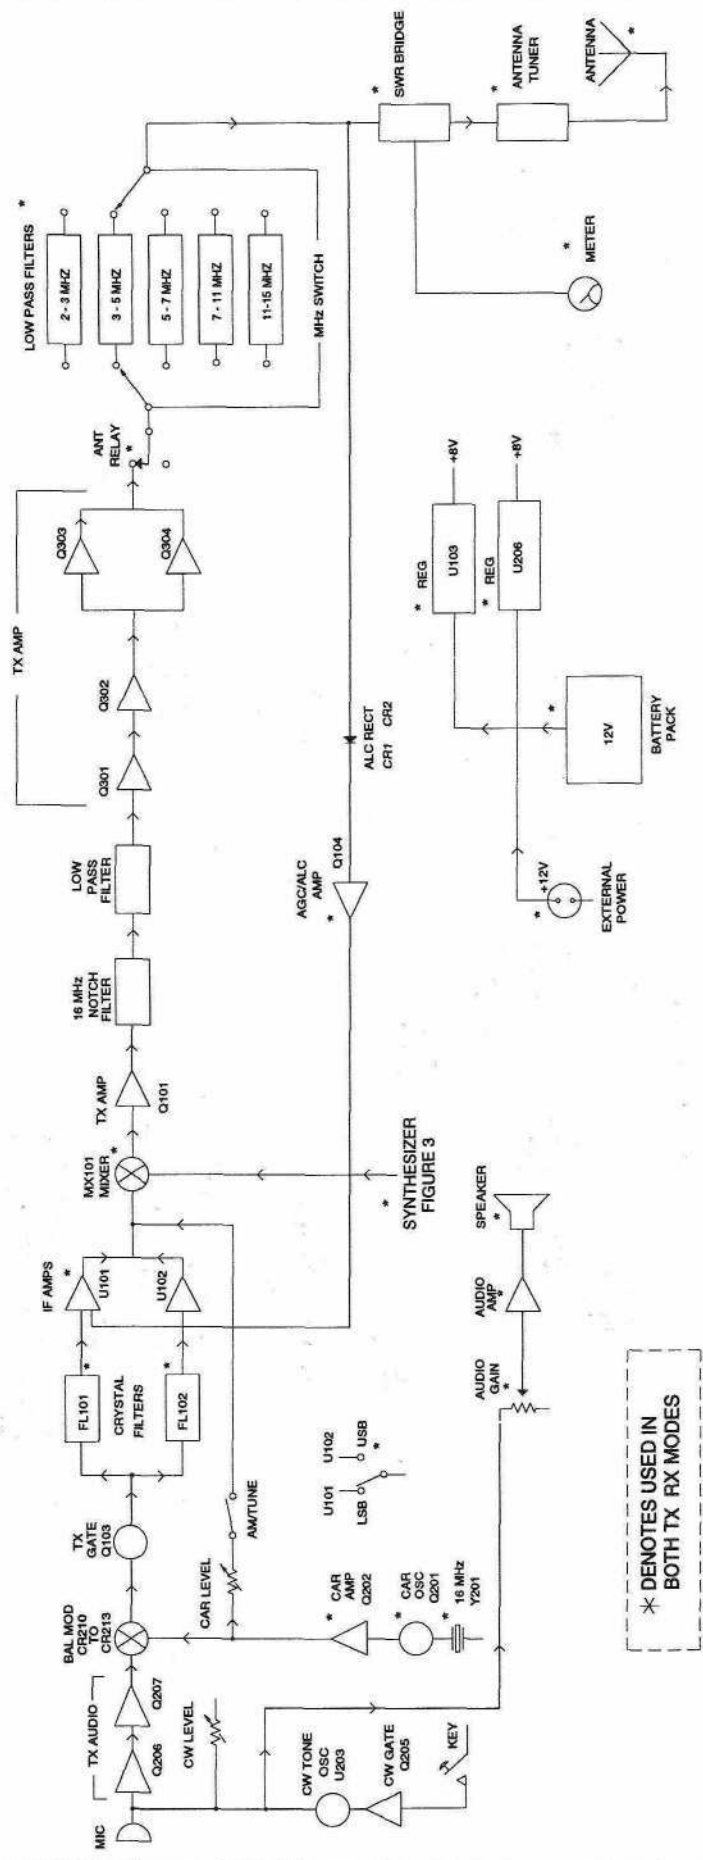 LOW PASS FILTERS *
2 - 3 MHZ
3 - 5 MHZ
5 - 7 MHZ
7 - 11 MHZ
11-15 MHZ
MHz SWITCH
ANT
RELAY
*
SWR BRIDGE
*
ANTENNA
TUNER
*
ANTENNA
*
METER
*
TX AMP
Q301
Q302
Q303
Q304
LOW
PASS
FILTER
16 MHz
NOTCH
FILTER
TX AMP
Q101
MX101
MIXER
*
IF AMPS
*
U101
U102
FL101
*
CRYSTAL
FILTERS
FL102
*
TX
GATE
Q103
BAL MOD
CR210
TO
CR213
TX AUDIO
Q206
Q207
MIC
CW LEVEL
CAR LEVEL
AM/TUNE
CW TONE
OSC
U203
CW GATE
Q205
KEY
* CAR
AMP
Q202
* CAR
OSC
Q201
* 16 MHz
Y201
U101
U102
LSB
USB
*
ALC RECT
CR1 CR2
AGC/ALC
AMP
*
Q104
* SYNTHESIZER
FIGURE 3
AUDIO
GAIN
*
AUDIO
AMP
*
SPEAKER
*
* REG
U103
+8V
* REG
U206
+8V
*
12V
BATTERY
PACK
* +12V
EXTERNAL
POWER
* DENOTES USED IN
BOTH TX RX MODES